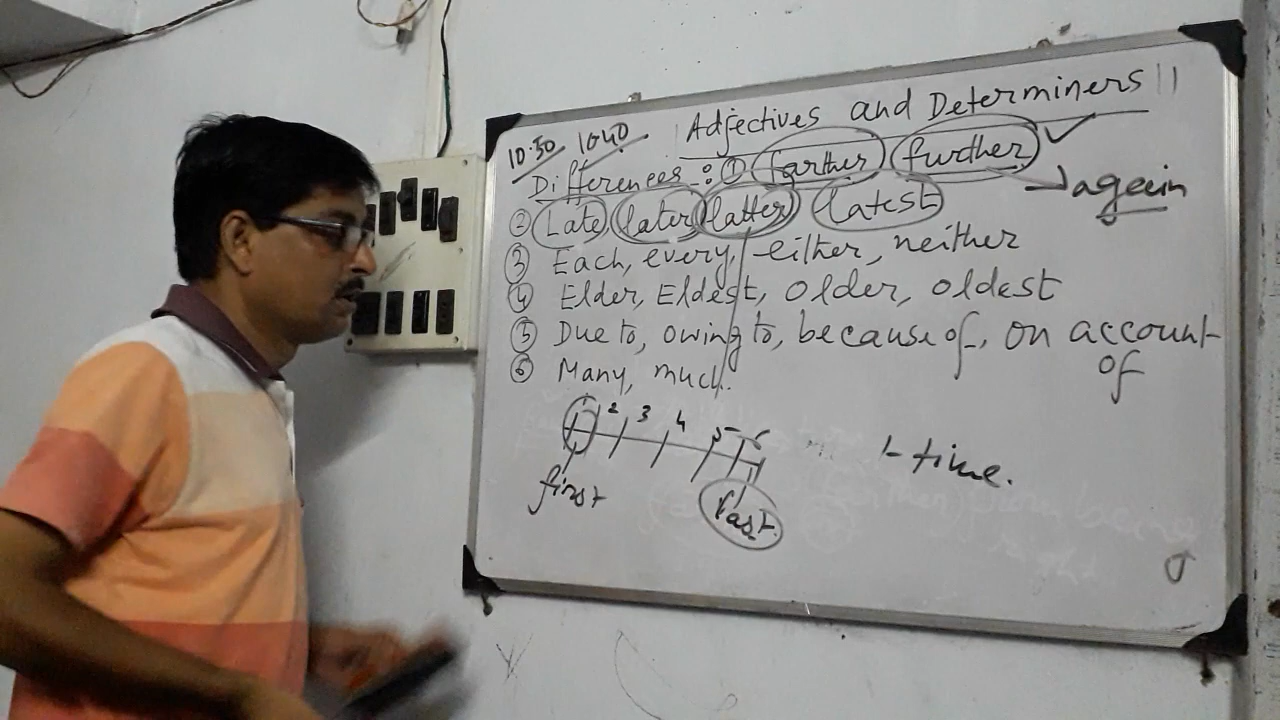 10.30 10.40 Adjectives and Determiners
Differences : ① farther further ✓
→ again
② Late later latter latest
③ Each, every, either, neither
④ Elder, Eldest, Older, oldest
⑤ Due to, owing to, because of, on account of
⑥ Many, much.
2 3 4 5 6
first last.
time.